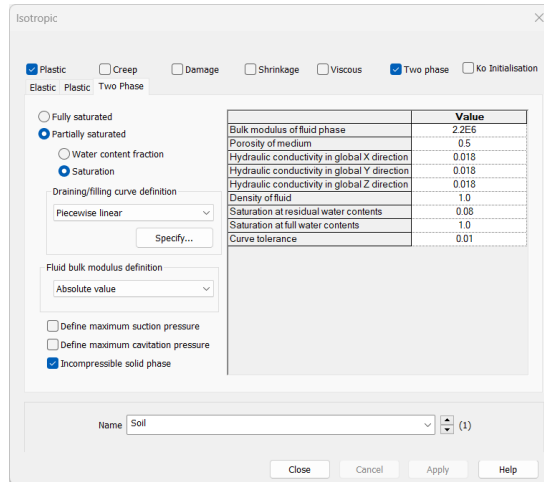 Isotropic
Plastic Creep Damage Shrinkage Viscous Two phase Ko Initialisation
Elastic Plastic Two Phase
Fully saturated
Partially saturated
Water content fraction
Saturation
Draining/filling curve definition
Piecewise linear
Specify...
Fluid bulk modulus definition
Absolute value
Define maximum suction pressure
Define maximum cavitation pressure
Incompressible solid phase
Value
Bulk modulus of fluid phase 2.2E6
Porosity of medium 0.5
Hydraulic conductivity in global X direction 0.018
Hydraulic conductivity in global Y direction 0.018
Hydraulic conductivity in global Z direction 0.018
Density of fluid 1.0
Saturation at residual water contents 0.08
Saturation at full water contents 1.0
Curve tolerance 0.01
Name Soil (1)
Close Cancel Apply Help